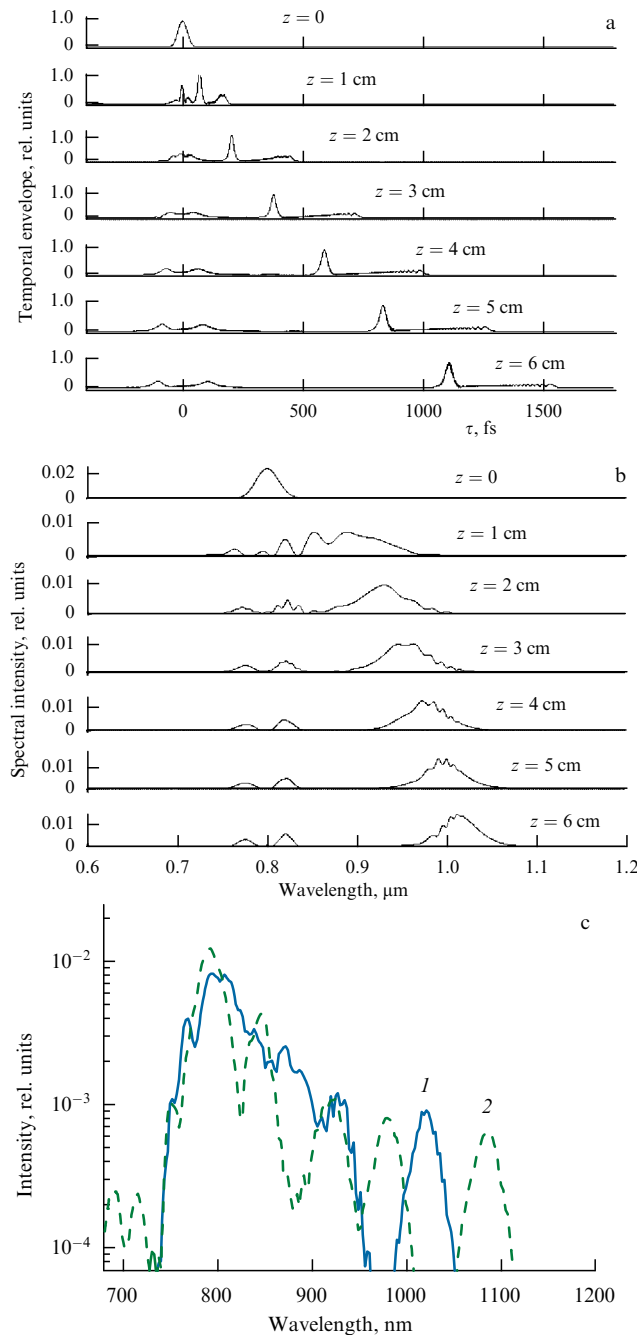 a
Temporal envelope, rel. units
1.0
0
z = 0
1.0
0
z = 1 cm
1.0
0
z = 2 cm
1.0
0
z = 3 cm
1.0
0
z = 4 cm
1.0
0
z = 5 cm
1.0
0
z = 6 cm
0 500 1000 1500
τ, fs
b
Spectral intensity, rel. units
0.02
0
z = 0
0.01
0
z = 1 cm
0.01
0
z = 2 cm
0.01
0
z = 3 cm
0.01
0
z = 4 cm
0.01
0
z = 5 cm
0.01
0
z = 6 cm
0.6 0.7 0.8 0.9 1.0 1.1 1.2
Wavelength, μm
c
Intensity, rel. units
10⁻²
10⁻³
10⁻⁴
1
2
700 800 900 1000 1100 1200
Wavelength, nm